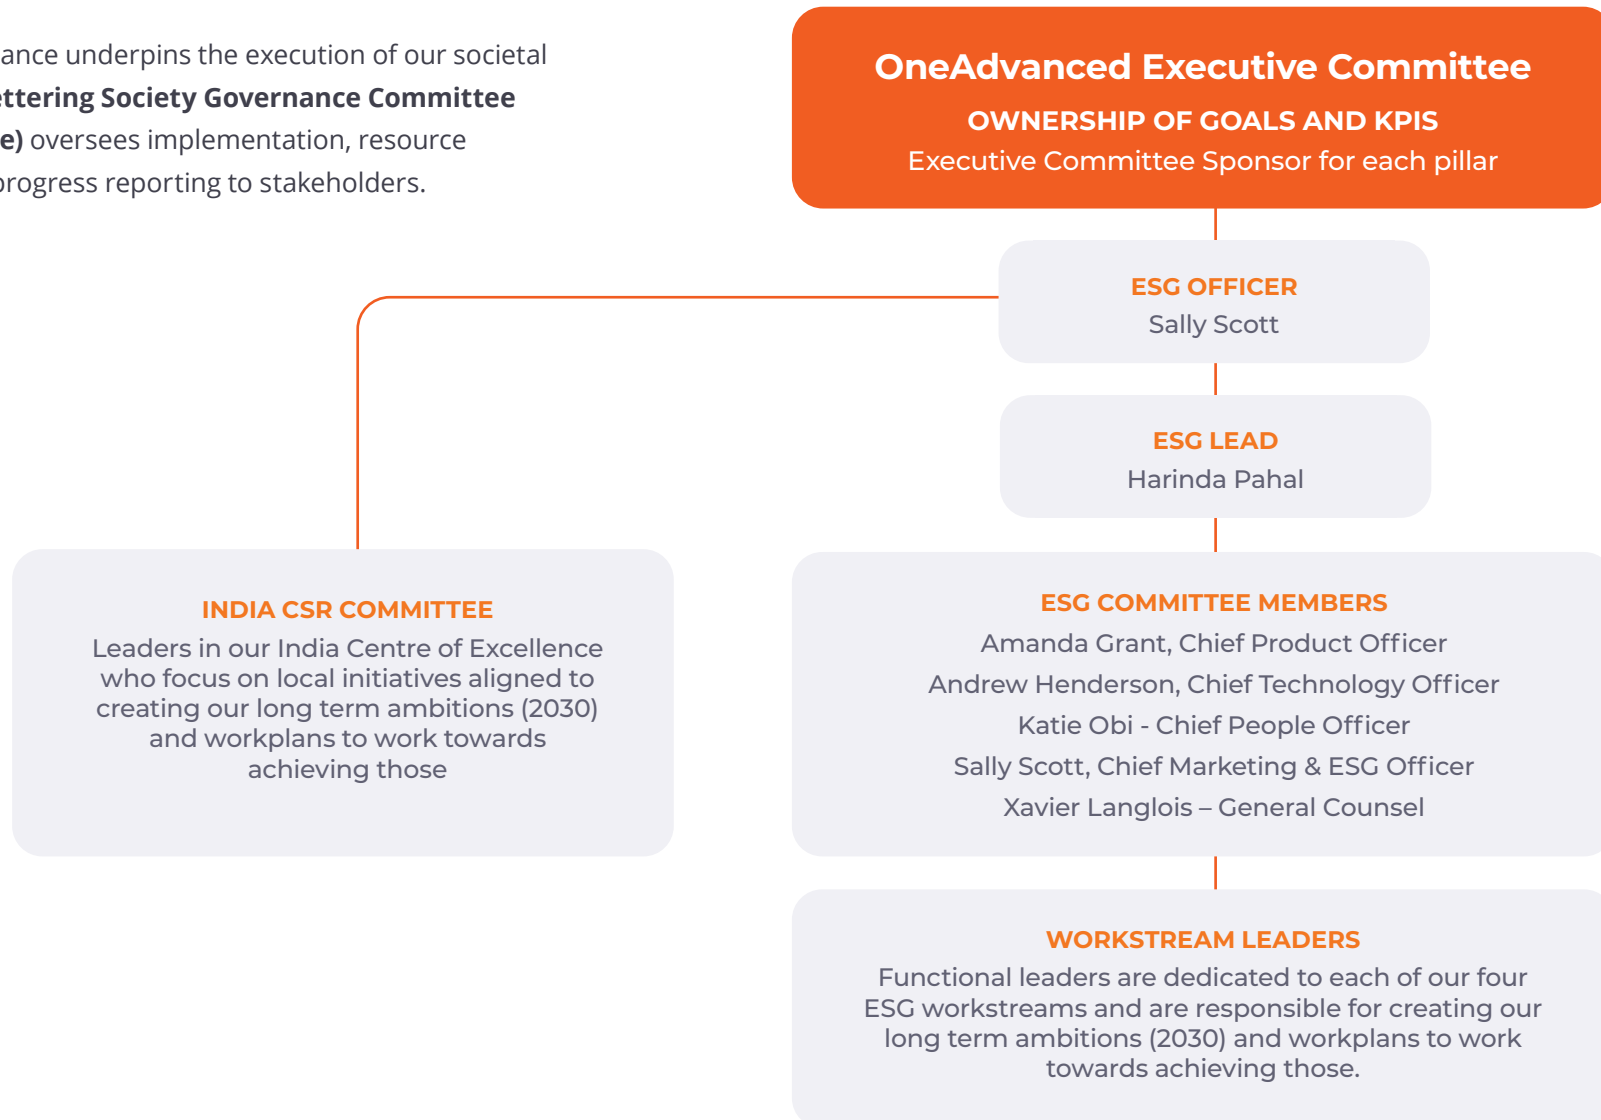 ance underpins the execution of our societal
ettering Society Governance Committee
e) oversees implementation, resource
progress reporting to stakeholders.
OneAdvanced Executive Committee
OWNERSHIP OF GOALS AND KPIS
Executive Committee Sponsor for each pillar
ESG OFFICER
Sally Scott
ESG LEAD
Harinda Pahal
INDIA CSR COMMITTEE
Leaders in our India Centre of Excellence
who focus on local initiatives aligned to
creating our long term ambitions (2030)
and workplans to work towards
achieving those
ESG COMMITTEE MEMBERS
Amanda Grant, Chief Product Officer
Andrew Henderson, Chief Technology Officer
Katie Obi - Chief People Officer
Sally Scott, Chief Marketing & ESG Officer
Xavier Langlois – General Counsel
WORKSTREAM LEADERS
Functional leaders are dedicated to each of our four
ESG workstreams and are responsible for creating our
long term ambitions (2030) and workplans to work
towards achieving those.